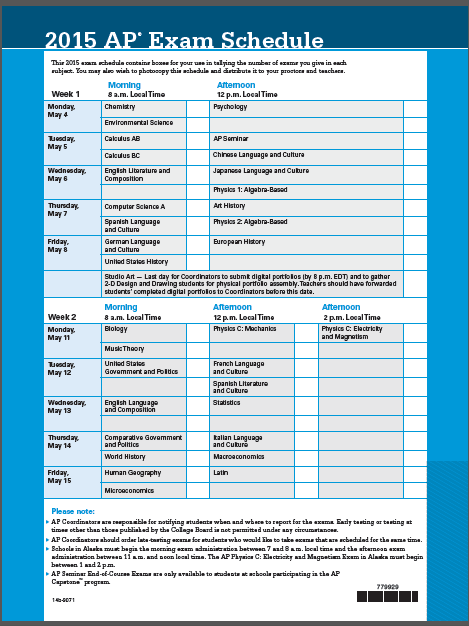 2015 AP® Exam Schedule
This 2015 exam schedule contains boxes for your use in tallying the number of exams you give in each
subject. You may also wish to photocopy this schedule and distribute it to your proctors and teachers.
Morning Afternoon
Week 1 8 a.m. Local Time 12 p.m. Local Time
Monday, Chemistry Psychology
May 4
Environmental Science
Tuesday, Calculus AB AP Seminar
May 5
Calculus BC Chinese Language and Culture
Wednesday, English Literature and Japanese Language and Culture
May 6 Composition
Physics 1: Algebra-Based
Thursday, Computer Science A Art History
May 7
Spanish Language Physics 2: Algebra-Based
and Culture
Friday, German Language European History
May 8 and Culture
United States History
Studio Art — Last day for Coordinators to submit digital portfolios (by 8 p.m. EDT) and to gather
2-D Design and Drawing students for physical portfolio assembly. Teachers should have forwarded
students' completed digital portfolios to Coordinators before this date.
Morning Afternoon Afternoon
Week 2 8 a.m. Local Time 12 p.m. Local Time 2 p.m. Local Time
Monday, Biology Physics C: Mechanics Physics C: Electricity
May 11 and Magnetism
Music Theory
Tuesday, United States French Language
May 12 Government and Politics and Culture
Spanish Literature
and Culture
Wednesday, English Language Statistics
May 13 and Composition
Thursday, Comparative Government Italian Language
May 14 and Politics and Culture
World History Macroeconomics
Friday, Human Geography Latin
May 15
Microeconomics
Please note:
AP Coordinators are responsible for notifying students when and where to report for the exams. Early testing or testing at
times other than those published by the College Board is not permitted under any circumstances.
AP Coordinators should order late-testing exams for students who would like to take exams that are scheduled for the same time.
Schools in Alaska must begin the morning exam administration between 7 and 8 a.m. local time and the afternoon exam
administration between 11 a.m. and noon local time. The AP Physics C: Electricity and Magnetism Exam in Alaska must begin
between 1 and 2 p.m.
AP Seminar End-of-Course Exams are only available to students at schools participating in the AP
Capstone™ program.
779929
14b-9071